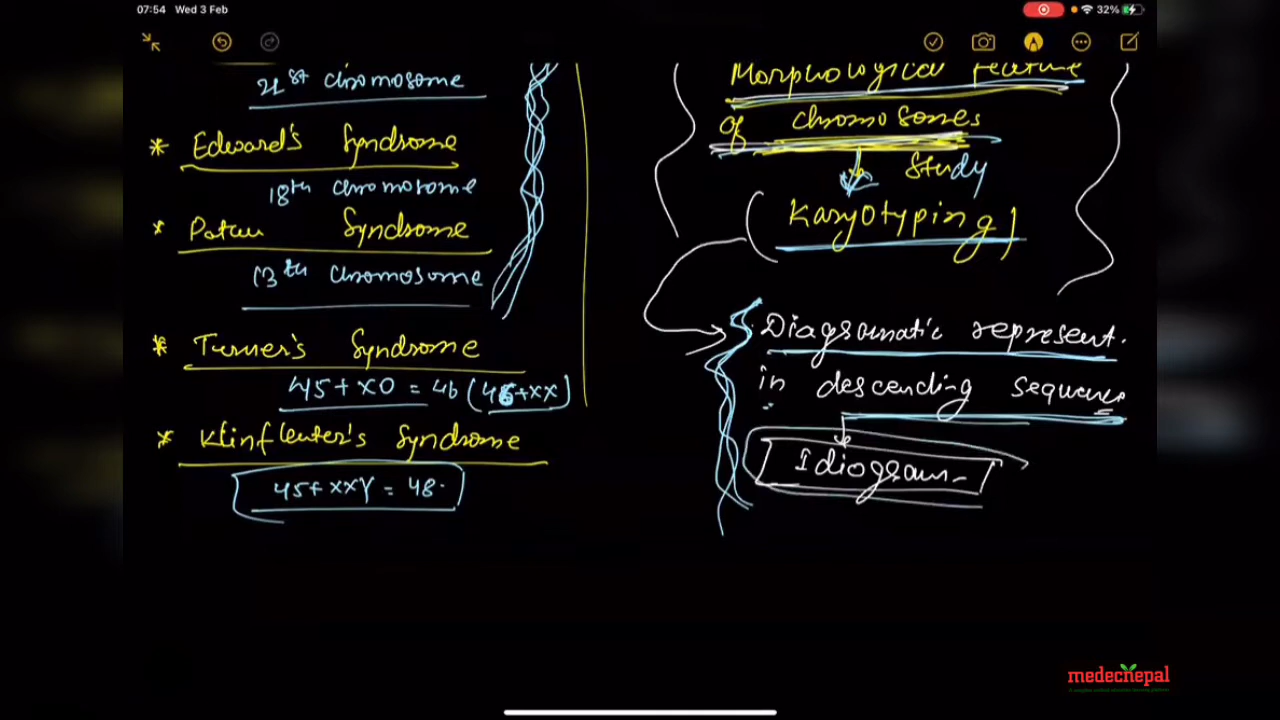 07:54 Wed 3 Feb
32%
21st chromosome
* Edward's Syndrome
18th chromosome
* Patau Syndrome
13th chromosome
* Turner's Syndrome
45+XO = 46 (45+XX)
* Klinflenter's Syndrome
45+XXY = 48.
Morphological feature
of chromosomes
Study
(Karyotyping)
Diagramatic represent.
in descending sequence
Idiogram
medecnepal